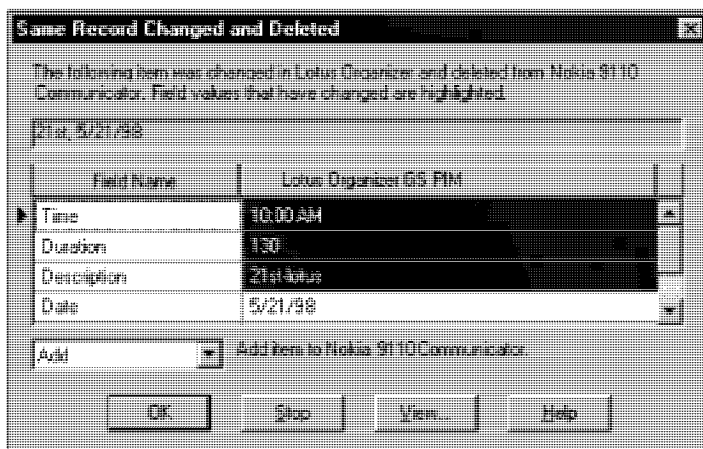 Same Record Changed and Deleted
The following item was changed in Lotus Organizer and deleted from Nokia 9110
Communicator. Field values that have changed are highlighted.
21st, 5/21/98
Field Name Lotus Organizer GS PIM
Time 10:00 AM
Duration 130
Description 21st-lotus
Date 5/21/98
Add Add item to Nokia 9110 Communicator.
OK Stop View... Help